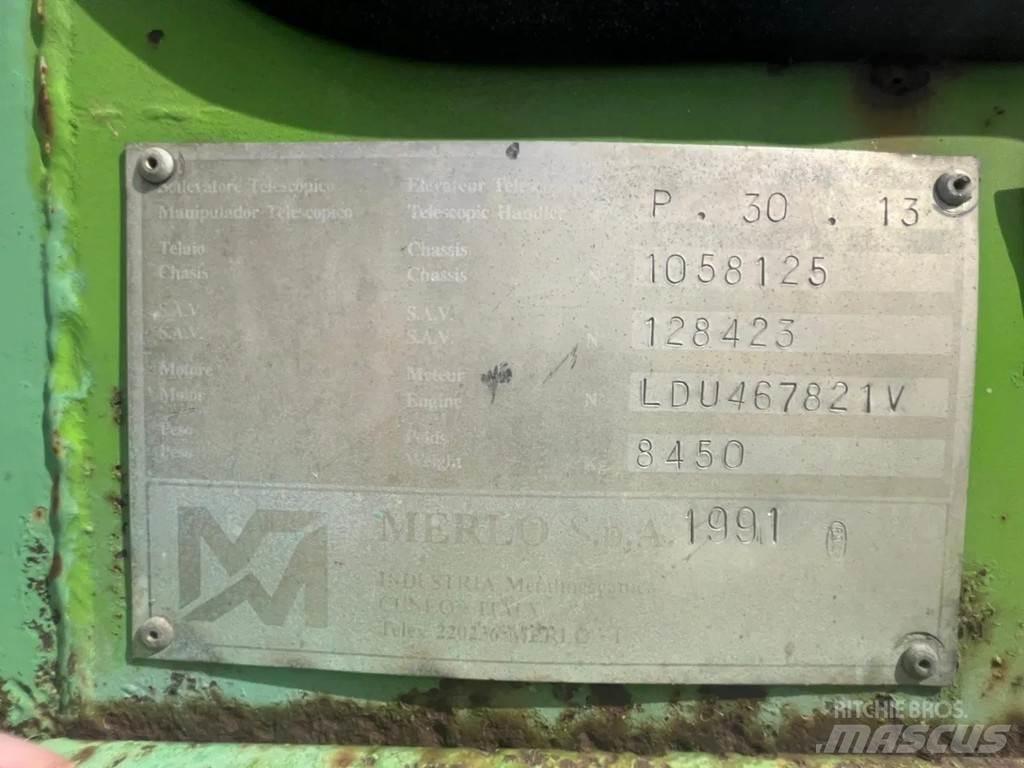 Sollevatore Telescopico Elevateur Telesco
Manipulador Telescopico Telescopic Handler P. 30. 13
Telaio Chassis
Chasis Chassis N° 1058125
S.A.V. S.A.V.
S.A.V. S.A.V. N 128423
Motore Moteur
Motor Engine N° LDU467821V
Peso Poids
Peso Weight Kg. 8450
MERLO S.p.A. 1991
INDUSTRIA Metalmeccanica
CUNEO - ITALY
Telex 220236 MERLO - I
RITCHIE BROS.
MASCUS